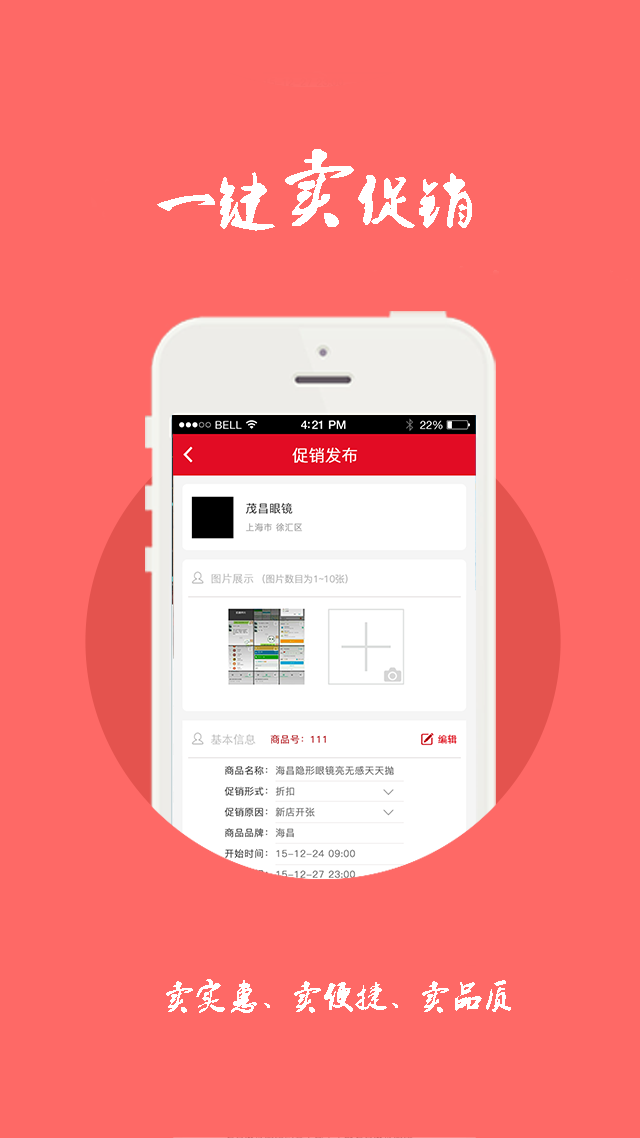 一键卖促销
BELL 4:21 PM 22%
促销发布
茂昌眼镜
上海市 徐汇区
图片展示 (图片数目为1-10张)
基本信息 商品号: 111 编辑
商品名称: 海昌隐形眼镜亮无感天天抛
促销形式: 折扣
促销原因: 新店开张
商品品牌: 海昌
开始时间: 15-12-24 09:00
15-12-27 23:00
卖实惠、卖便捷、卖品质